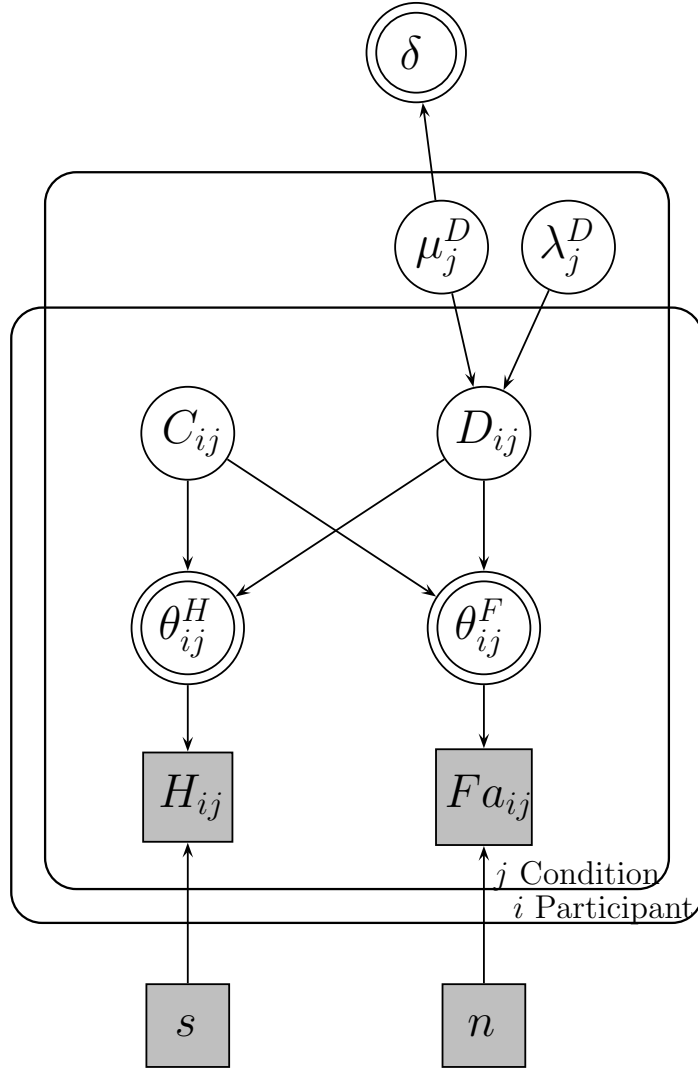 δ
μ_j^D λ_j^D
C_ij D_ij
θ_ij^H θ_ij^F
H_ij Fa_ij
j Condition
i Participant
s n